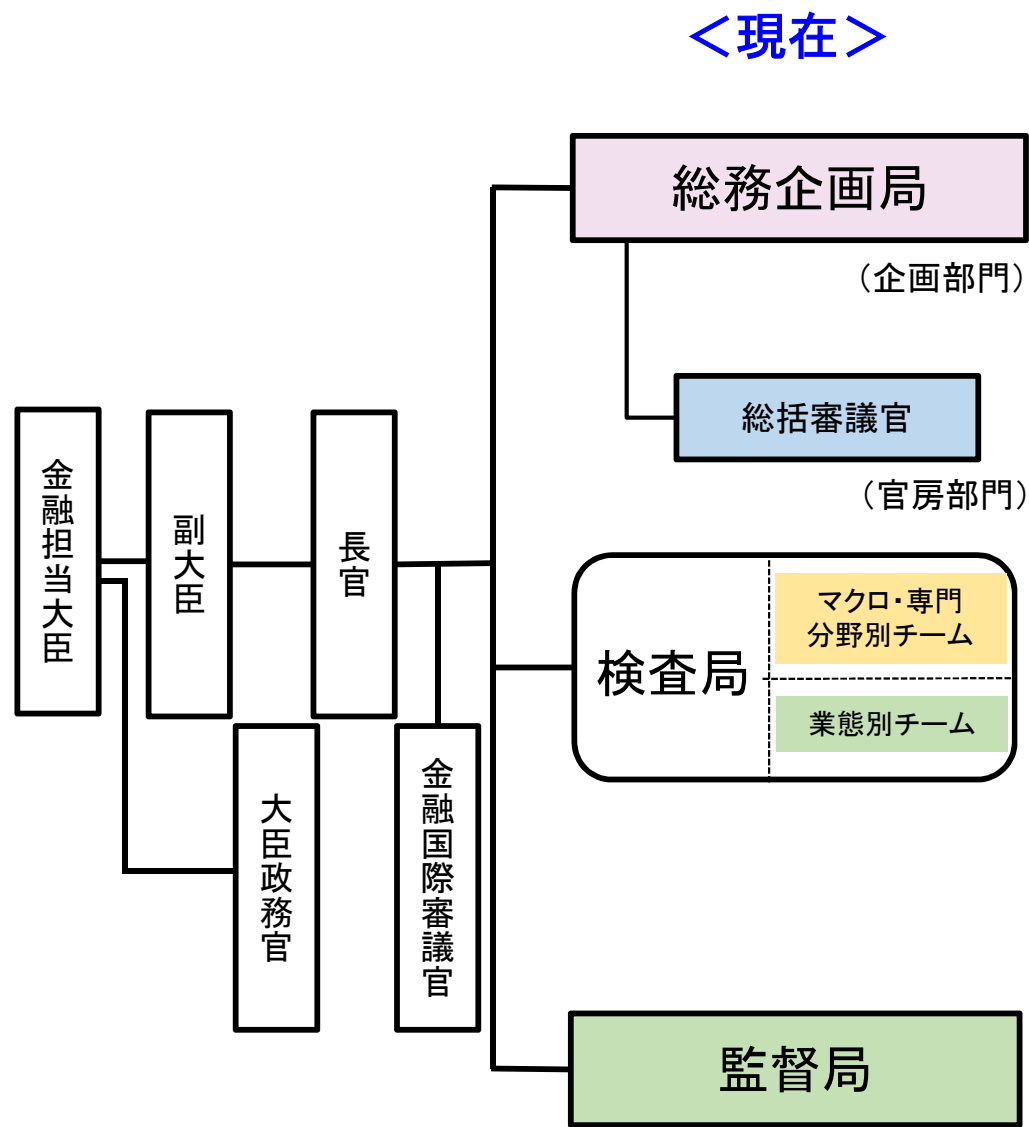 ＜現在＞
総務企画局
（企画部門）
総括審議官
（官房部門）
金融担当大臣
副大臣
長官
大臣政務官
金融国際審議官
検査局
マクロ・専門
分野別チーム
業態別チーム
監督局